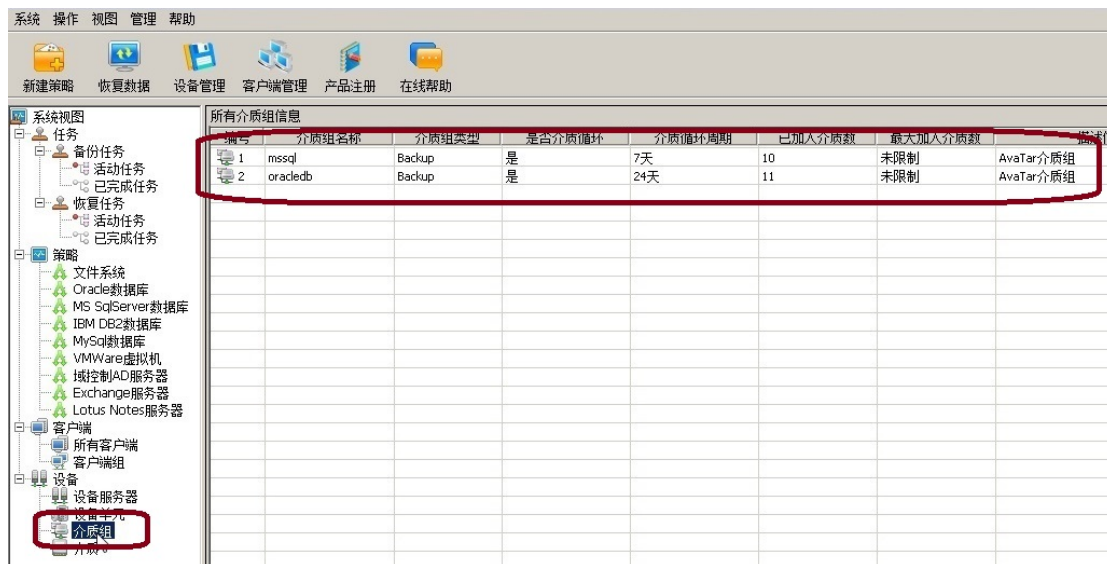 系统 操作 视图 管理 帮助
新建策略 恢复数据 设备管理 客户端管理 产品注册 在线帮助
系统视图
任务
备份任务
活动任务
已完成任务
恢复任务
活动任务
已完成任务
策略
文件系统
Oracle数据库
MS SqlServer数据库
IBM DB2数据库
MySql数据库
VMWare虚拟机
域控制AD服务器
Exchange服务器
Lotus Notes服务器
客户端
所有客户端
客户端组
设备
设备服务器
设备单元
介质组
介质
所有介质组信息
编号 介质组名称 介质组类型 是否介质循环 介质循环周期 已加入介质数 最大加入介质数
1 mssql Backup 是 7天 10 未限制 AvaTar介质组
2 oracledb Backup 是 24天 11 未限制 AvaTar介质组